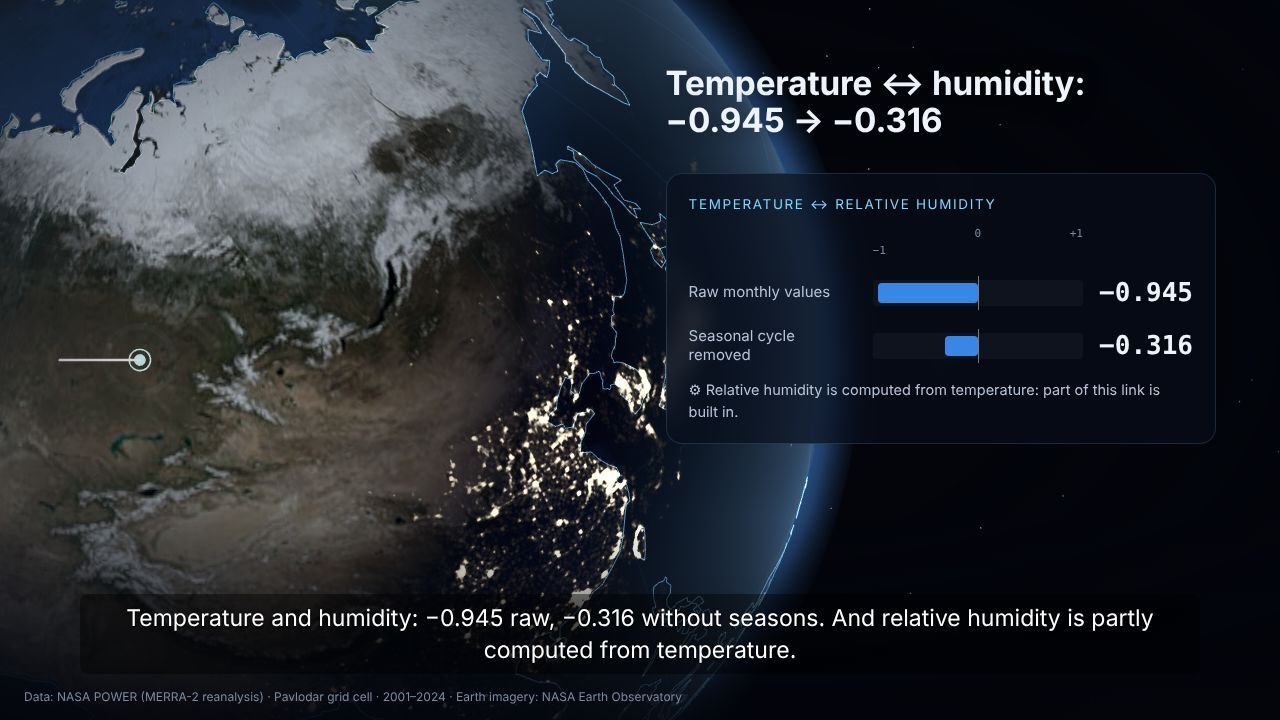 Temperature ↔ humidity:
−0.945 → −0.316
TEMPERATURE ↔ RELATIVE HUMIDITY
0
+1
−1
Raw monthly values
−0.945
Seasonal cycle
removed
−0.316
⚙ Relative humidity is computed from temperature: part of this link is
built in.
Temperature and humidity: −0.945 raw, −0.316 without seasons. And relative humidity is partly
computed from temperature.
Data: NASA POWER (MERRA-2 reanalysis) · Pavlodar grid cell · 2001–2024 · Earth imagery: NASA Earth Observatory